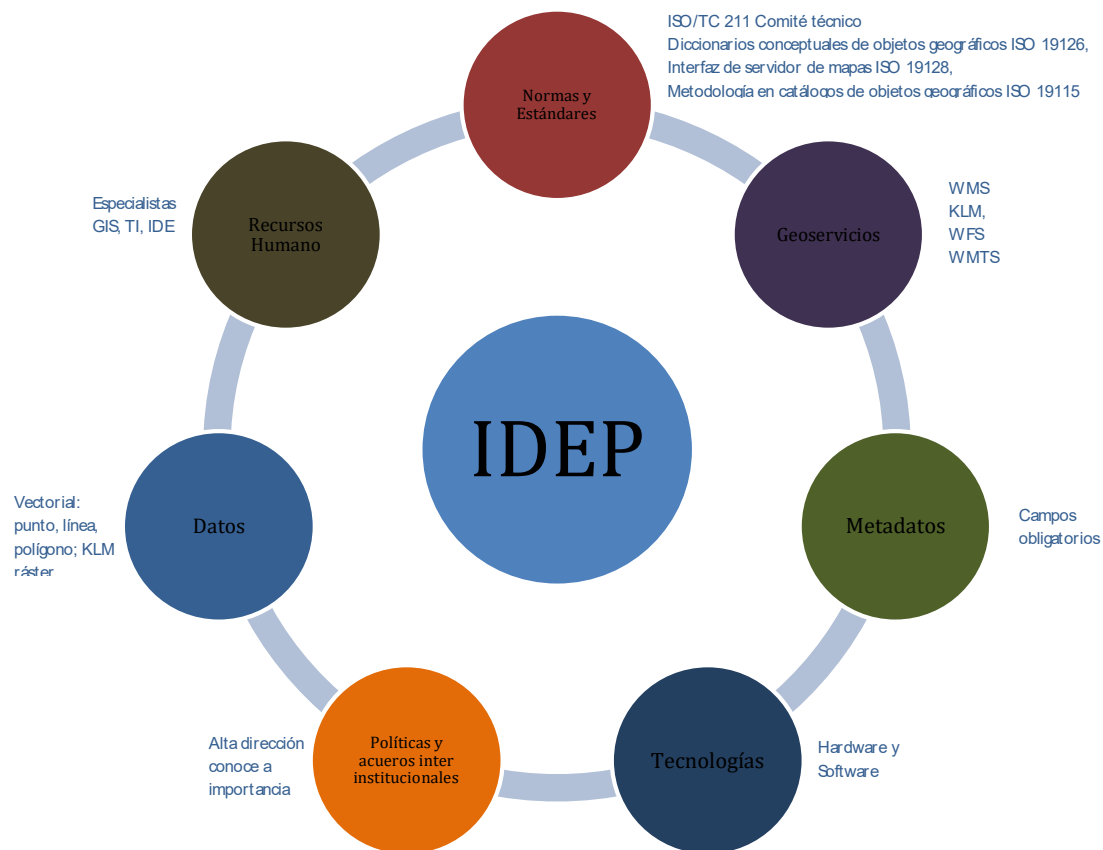 ISO/TC 211 Comité técnico
Diccionarios conceptuales de objetos geográficos ISO 19126,
Interfaz de servidor de mapas ISO 19128,
Metodología en catálogos de objetos geográficos ISO 19115
Normas y
Estándares
Especialistas
GIS, TI, IDE
Recursos
Humano
Geoservicios
WMS
KLM,
WFS
WMTS
IDEP
Vectorial:
punto, línea,
polígono; KLM
ráster
Datos
Metadatos
Campos
obligatorios
Alta dirección
conoce a
importancia
Políticas y
acueros inter
institucionales
Tecnologías
Hardware y
Software